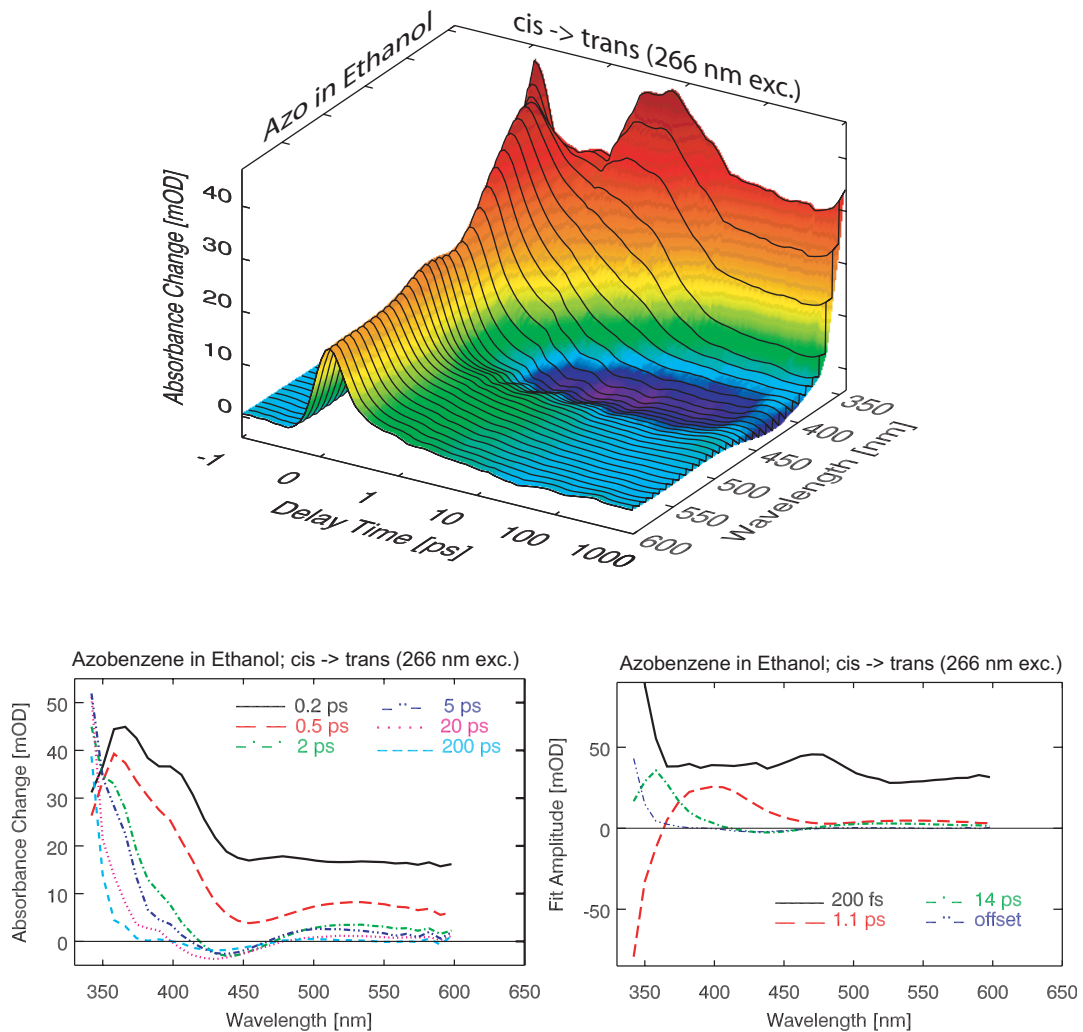 Azo in Ethanol
cis -> trans (266 nm exc.)
Absorbance Change [mOD]
40
30
20
10
0
-1
0
1
10
100
1000
Delay Time [ps]
350
400
450
500
550
600
Wavelength [nm]
Azobenzene in Ethanol; cis -> trans (266 nm exc.)
Absorbance Change [mOD]
50
40
30
20
10
0
0.2 ps
5 ps
0.5 ps
20 ps
2 ps
200 ps
350 400 450 500 550 600 650
Wavelength [nm]
Azobenzene in Ethanol; cis -> trans (266 nm exc.)
Fit Amplitude [mOD]
50
0
-50
200 fs
14 ps
1.1 ps
offset
350 400 450 500 550 600 650
Wavelength [nm]